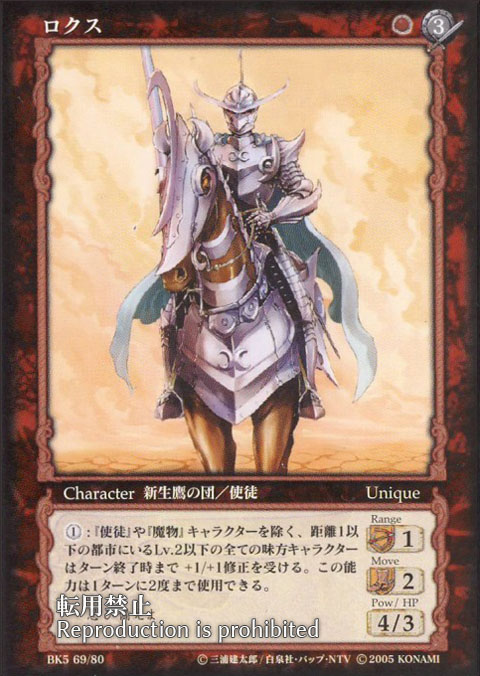 ロクス
3
Character 新生鷹の団／使徒 Unique
①:『使徒』や『魔物』キャラクターを除く、距離1以
下の都市にいるLv.2以下の全ての味方キャラクター
はターン終了時まで +1/+1修正を受ける。この能
力は1ターンに2度まで使用できる。
Range
1
Move
2
Pow/ HP
4/3
転用禁止
Reproduction is prohibited
BK5 69/80
©三浦建太郎／白泉社・バップ・NTV ©2005 KONAMI